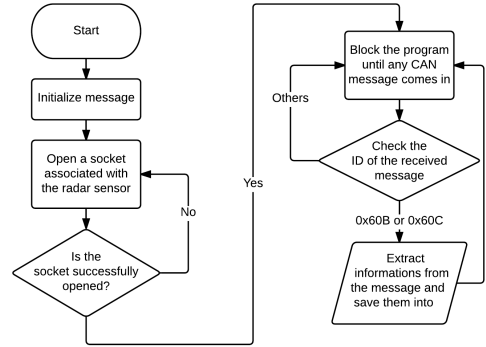 Start
Initialize message
Open a socket
associated with
the radar sensor
No
Is the
socket successfully
opened?
Yes
Block the program
until any CAN
message comes in
Others
Check the
ID of the received
message
0x60B or 0x60C
Extract
informations from
the message and
save them into